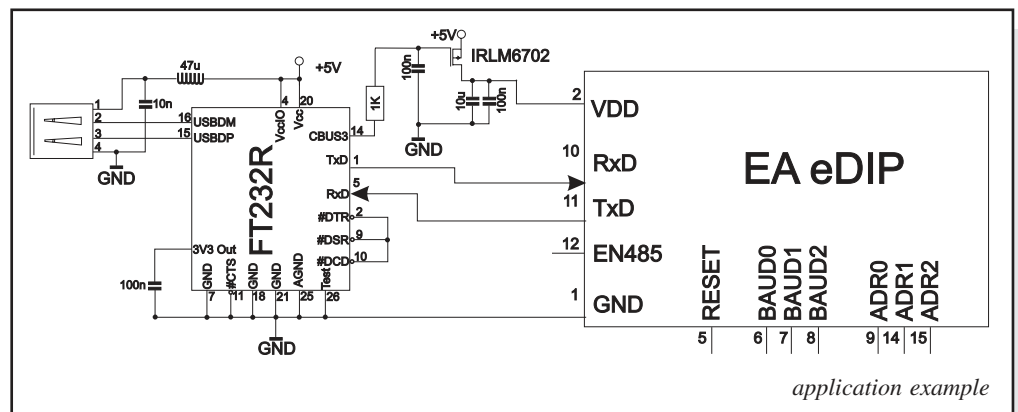 +5V
IRLM6702
47u
+5V
100n
1K
10u
100n
1
10n
4
20
2
VDD
2
16
USBDM
VccIO
Vcc
14
CBUS3
GND
3
15
USBDP
4
GND
TxD
1
10
RxD
EA eDIP
FT232R
RxD
5
11
TxD
#DTR
2
#DSR
9
12
EN485
3V3 Out
#DCD
10
100n
GND
#CTS
GND
GND
AGND
Test
1
GND
RESET
BAUD0
BAUD1
BAUD2
ADR0
ADR1
ADR2
7
11
18
21
25
26
GND
5
6
7
8
9
14
15
application example